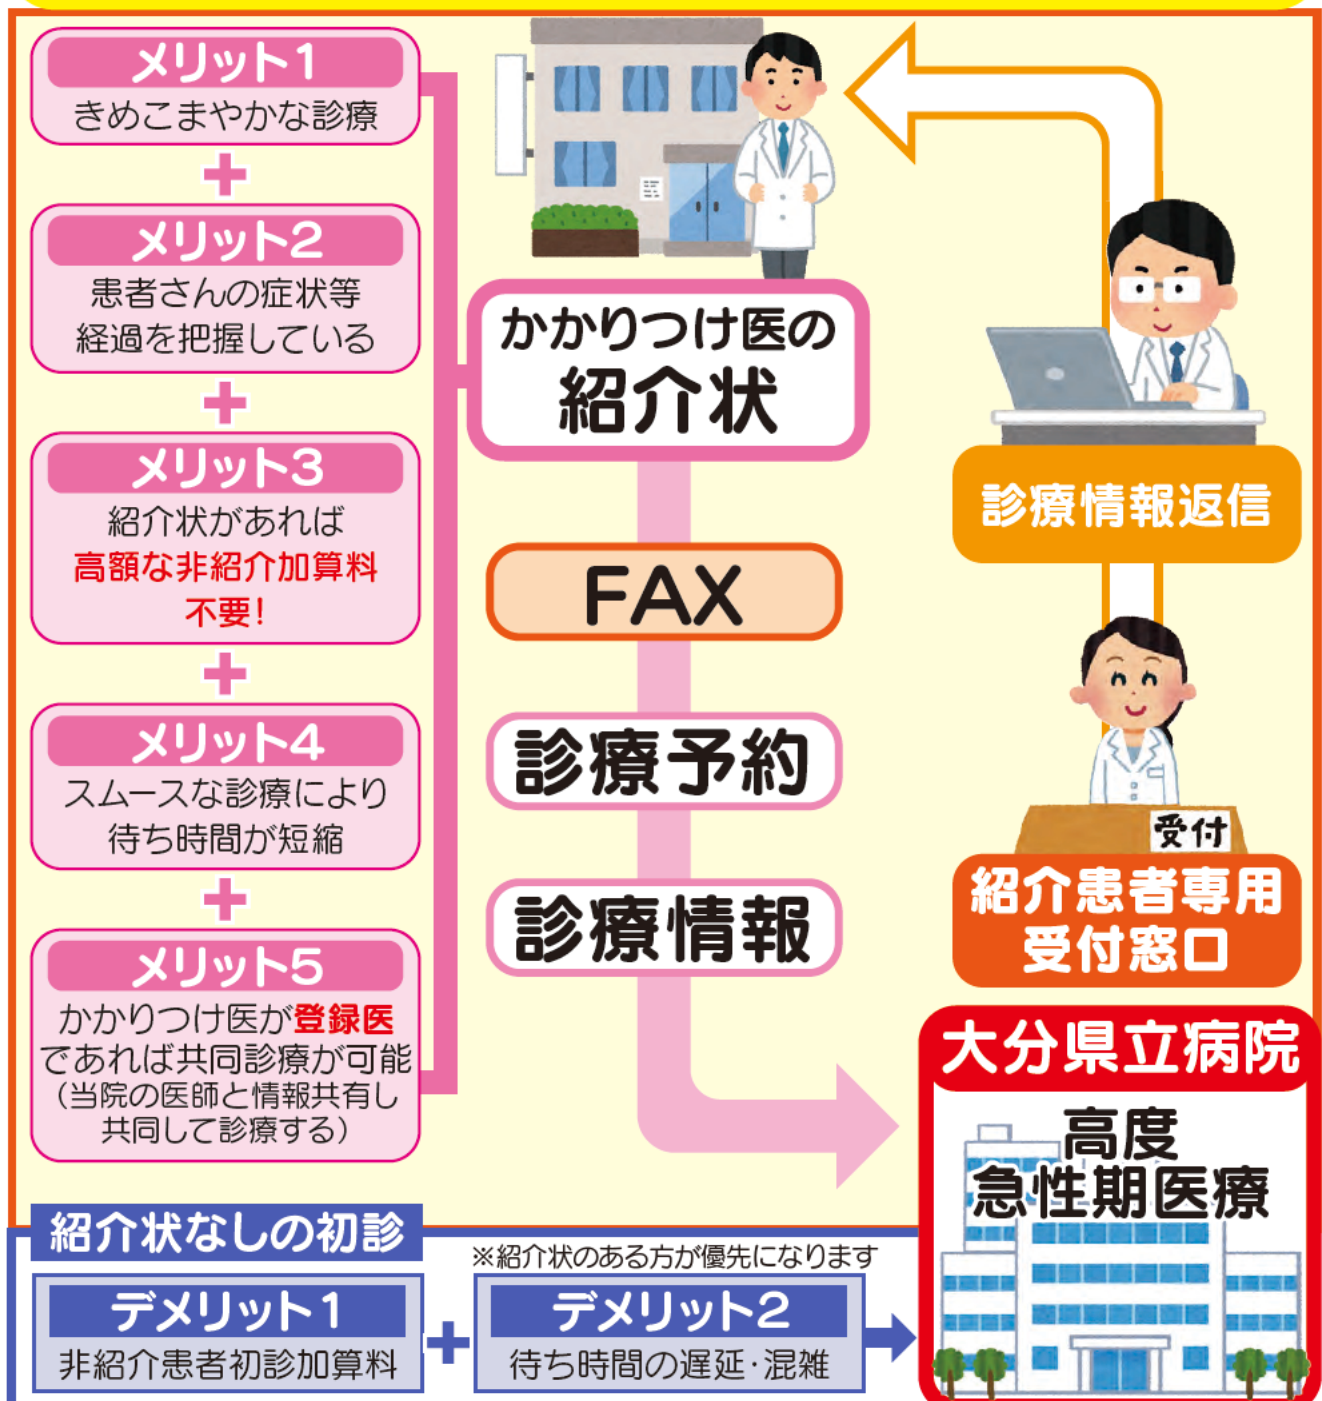 メリット1
きめこまやかな診療
+
メリット2
患者さんの症状等
経過を把握している
+
メリット3
紹介状があれば
高額な非紹介加算料
不要!
+
メリット4
スムースな診療により
待ち時間が短縮
+
メリット5
かかりつけ医が登録医
であれば共同診療が可能
(当院の医師と情報共有し
共同して診療する)
かかりつけ医の
紹介状
FAX
診療予約
診療情報
診療情報返信
受付
紹介患者専用
受付窓口
大分県立病院
高度
急性期医療
紹介状なしの初診
※紹介状のある方が優先になります
デメリット1
非紹介患者初診加算料
+
デメリット2
待ち時間の遅延・混雑